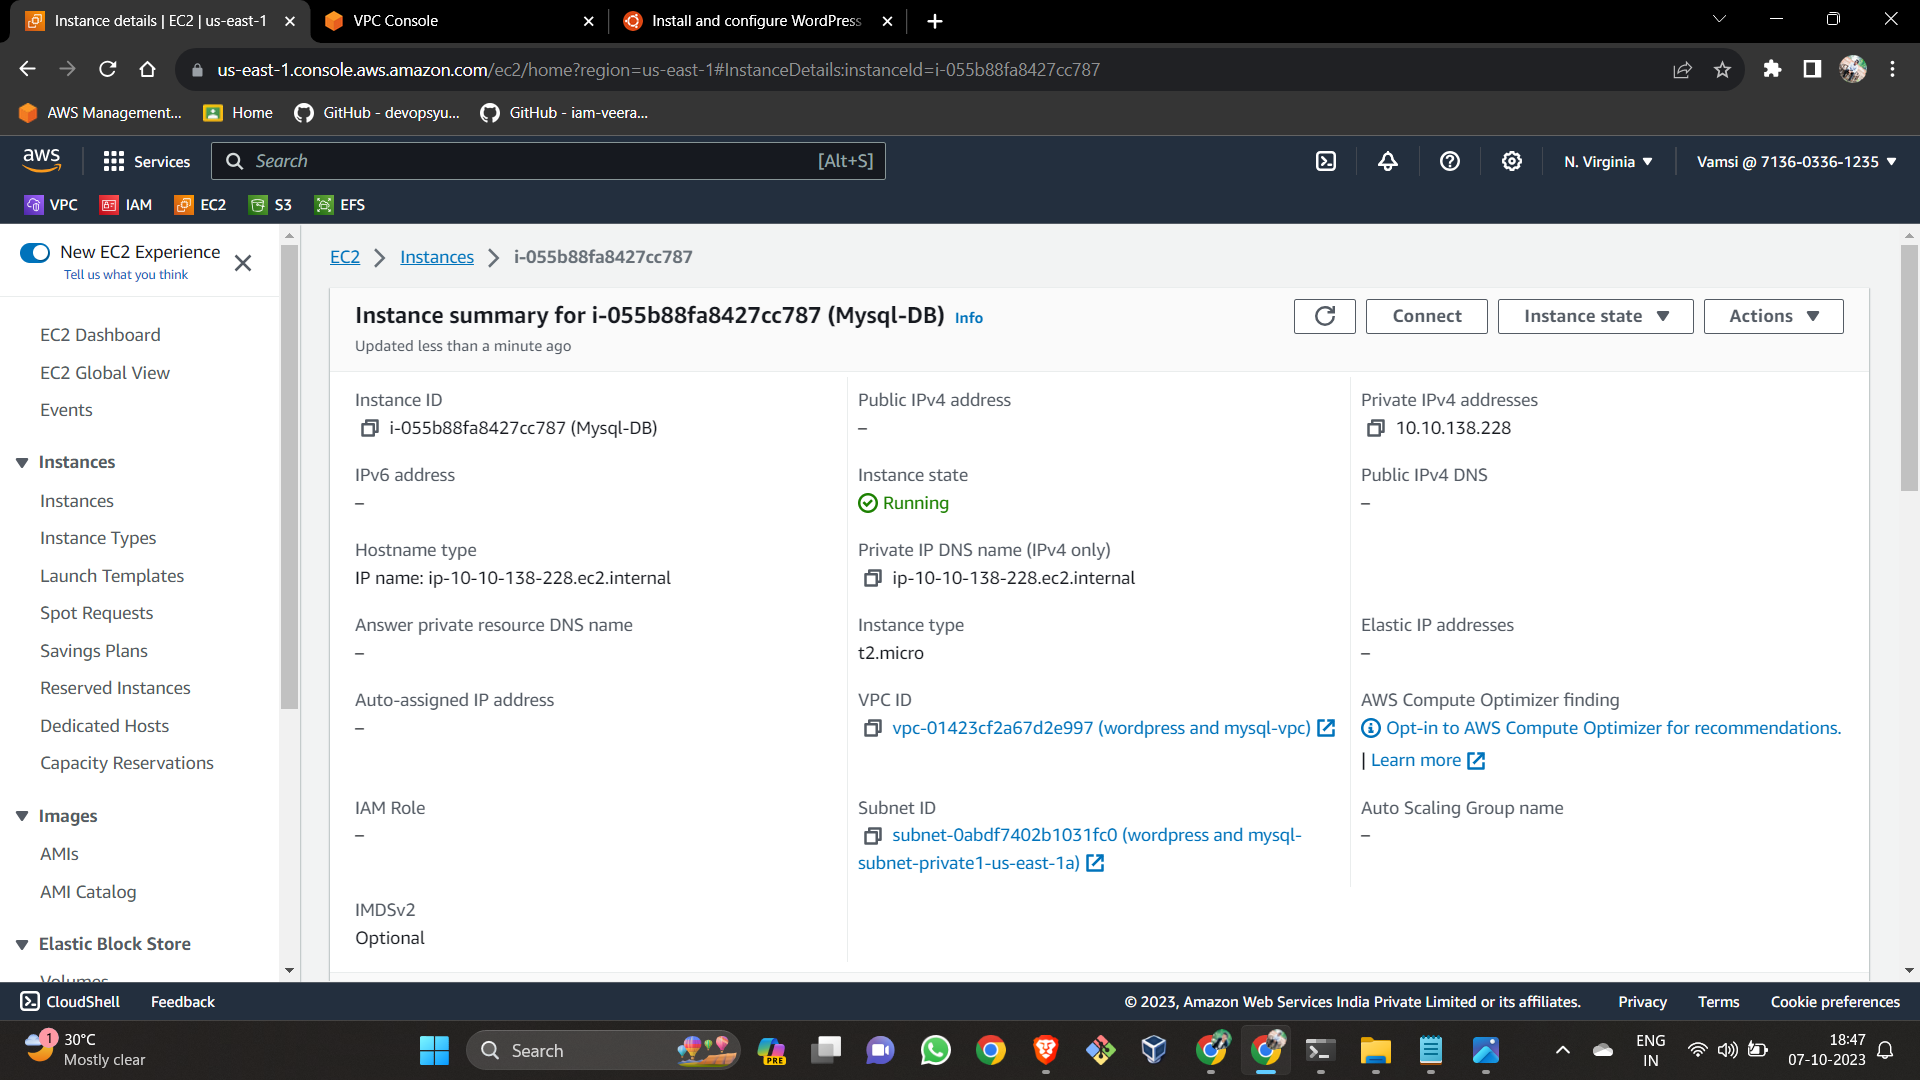 Instance details | EC2 | us-east-1
VPC Console
Install and configure WordPress
us-east-1.console.aws.amazon.com/ec2/home?region=us-east-1#InstanceDetails:instanceId=i-055b88fa8427cc787
AWS Management...
Home
GitHub - devopsyu...
GitHub - iam-veera...
aws
Services
Search
[Alt+S]
N. Virginia
Vamsi @ 7136-0336-1235
VPC
IAM
EC2
S3
EFS
New EC2 Experience
Tell us what you think
EC2 Dashboard
EC2 Global View
Events
Instances
Instances
Instance Types
Launch Templates
Spot Requests
Savings Plans
Reserved Instances
Dedicated Hosts
Capacity Reservations
Images
AMIs
AMI Catalog
Elastic Block Store
Volumes
EC2
Instances
i-055b88fa8427cc787
Instance summary for i-055b88fa8427cc787 (Mysql-DB) Info
Updated less than a minute ago
Connect
Instance state
Actions
Instance ID
i-055b88fa8427cc787 (Mysql-DB)
Public IPv4 address
–
Private IPv4 addresses
10.10.138.228
IPv6 address
–
Instance state
Running
Public IPv4 DNS
–
Hostname type
IP name: ip-10-10-138-228.ec2.internal
Private IP DNS name (IPv4 only)
ip-10-10-138-228.ec2.internal
Answer private resource DNS name
–
Instance type
t2.micro
Elastic IP addresses
–
Auto-assigned IP address
–
VPC ID
vpc-01423cf2a67d2e997 (wordpress and mysql-vpc)
AWS Compute Optimizer finding
Opt-in to AWS Compute Optimizer for recommendations.
| Learn more
IAM Role
–
Subnet ID
subnet-0abdf7402b1031fc0 (wordpress and mysql-
subnet-private1-us-east-1a)
Auto Scaling Group name
–
IMDSv2
Optional
CloudShell
Feedback
© 2023, Amazon Web Services India Private Limited or its affiliates.
Privacy
Terms
Cookie preferences
1
30°C
Mostly clear
Search
PRE
ENG
IN
18:47
07-10-2023